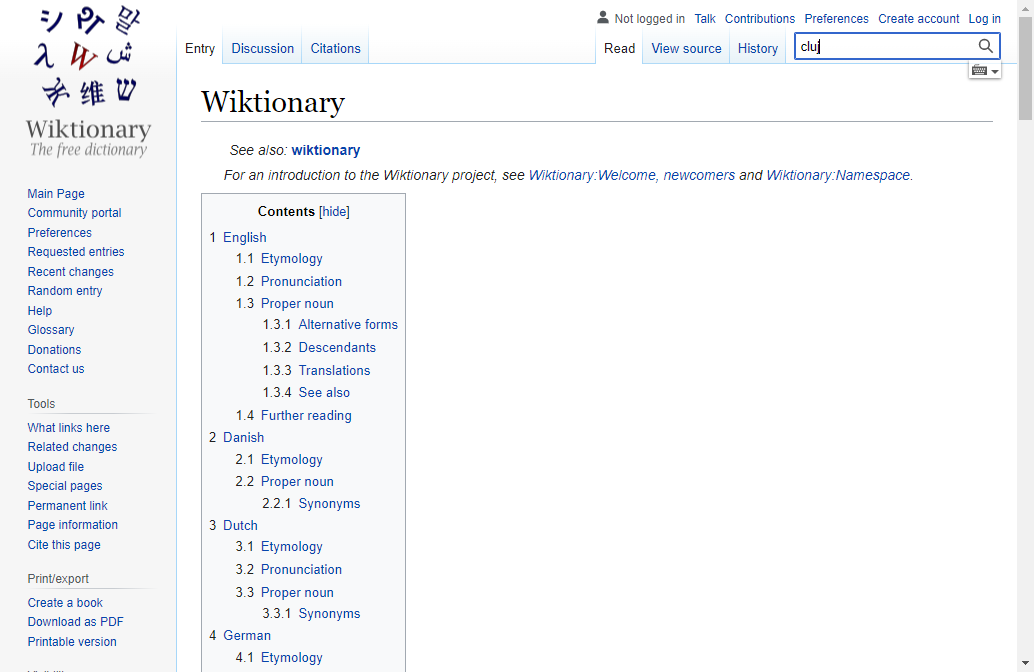 Wiktionary
The free dictionary
Main Page
Community portal
Preferences
Requested entries
Recent changes
Random entry
Help
Glossary
Donations
Contact us
Tools
What links here
Related changes
Upload file
Special pages
Permanent link
Page information
Cite this page
Print/export
Create a book
Download as PDF
Printable version
Not logged in Talk Contributions Preferences Create account Log in
Entry Discussion Citations Read View source History cluj
Wiktionary
See also: wiktionary
For an introduction to the Wiktionary project, see Wiktionary:Welcome, newcomers and Wiktionary:Namespace.
Contents [hide]
1 English
1.1 Etymology
1.2 Pronunciation
1.3 Proper noun
1.3.1 Alternative forms
1.3.2 Descendants
1.3.3 Translations
1.3.4 See also
1.4 Further reading
2 Danish
2.1 Etymology
2.2 Proper noun
2.2.1 Synonyms
3 Dutch
3.1 Etymology
3.2 Pronunciation
3.3 Proper noun
3.3.1 Synonyms
4 German
4.1 Etymology